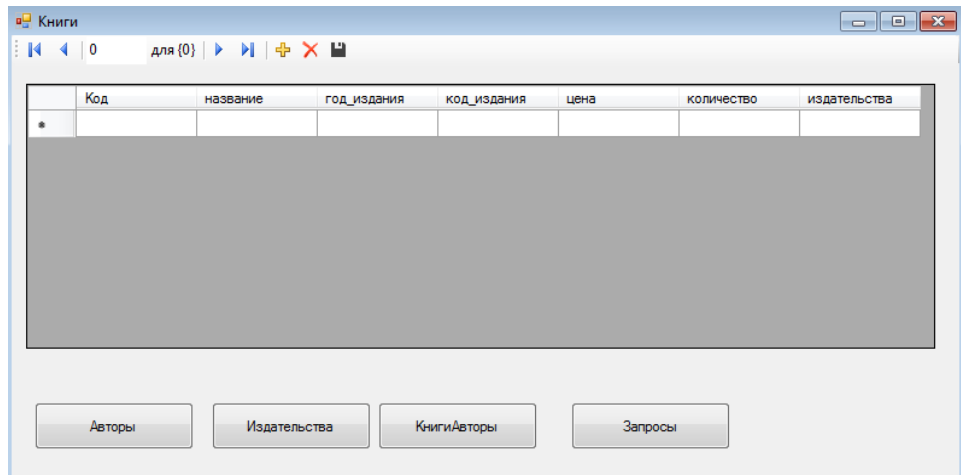 Книги
0 для {0}
Код название год_издания код_издания цена количество издательства
Авторы Издательства КнигиАвторы Запросы